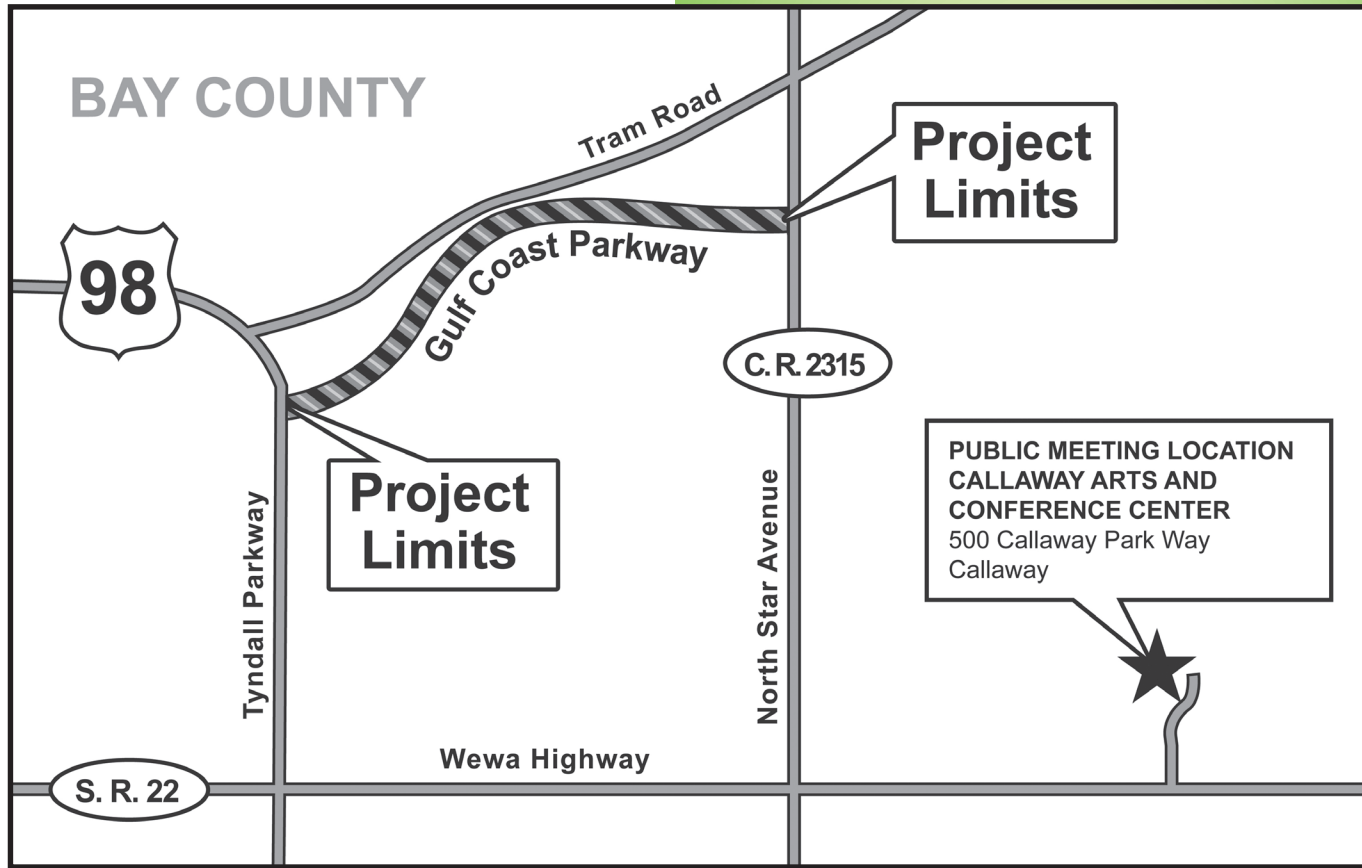 BAY COUNTY
Tram Road
Project
Limits
98
Gulf Coast Parkway
C. R. 2315
Project
Limits
PUBLIC MEETING LOCATION
CALLAWAY ARTS AND
CONFERENCE CENTER
500 Callaway Park Way
Callaway
Tyndall Parkway
North Star Avenue
Wewa Highway
S. R. 22